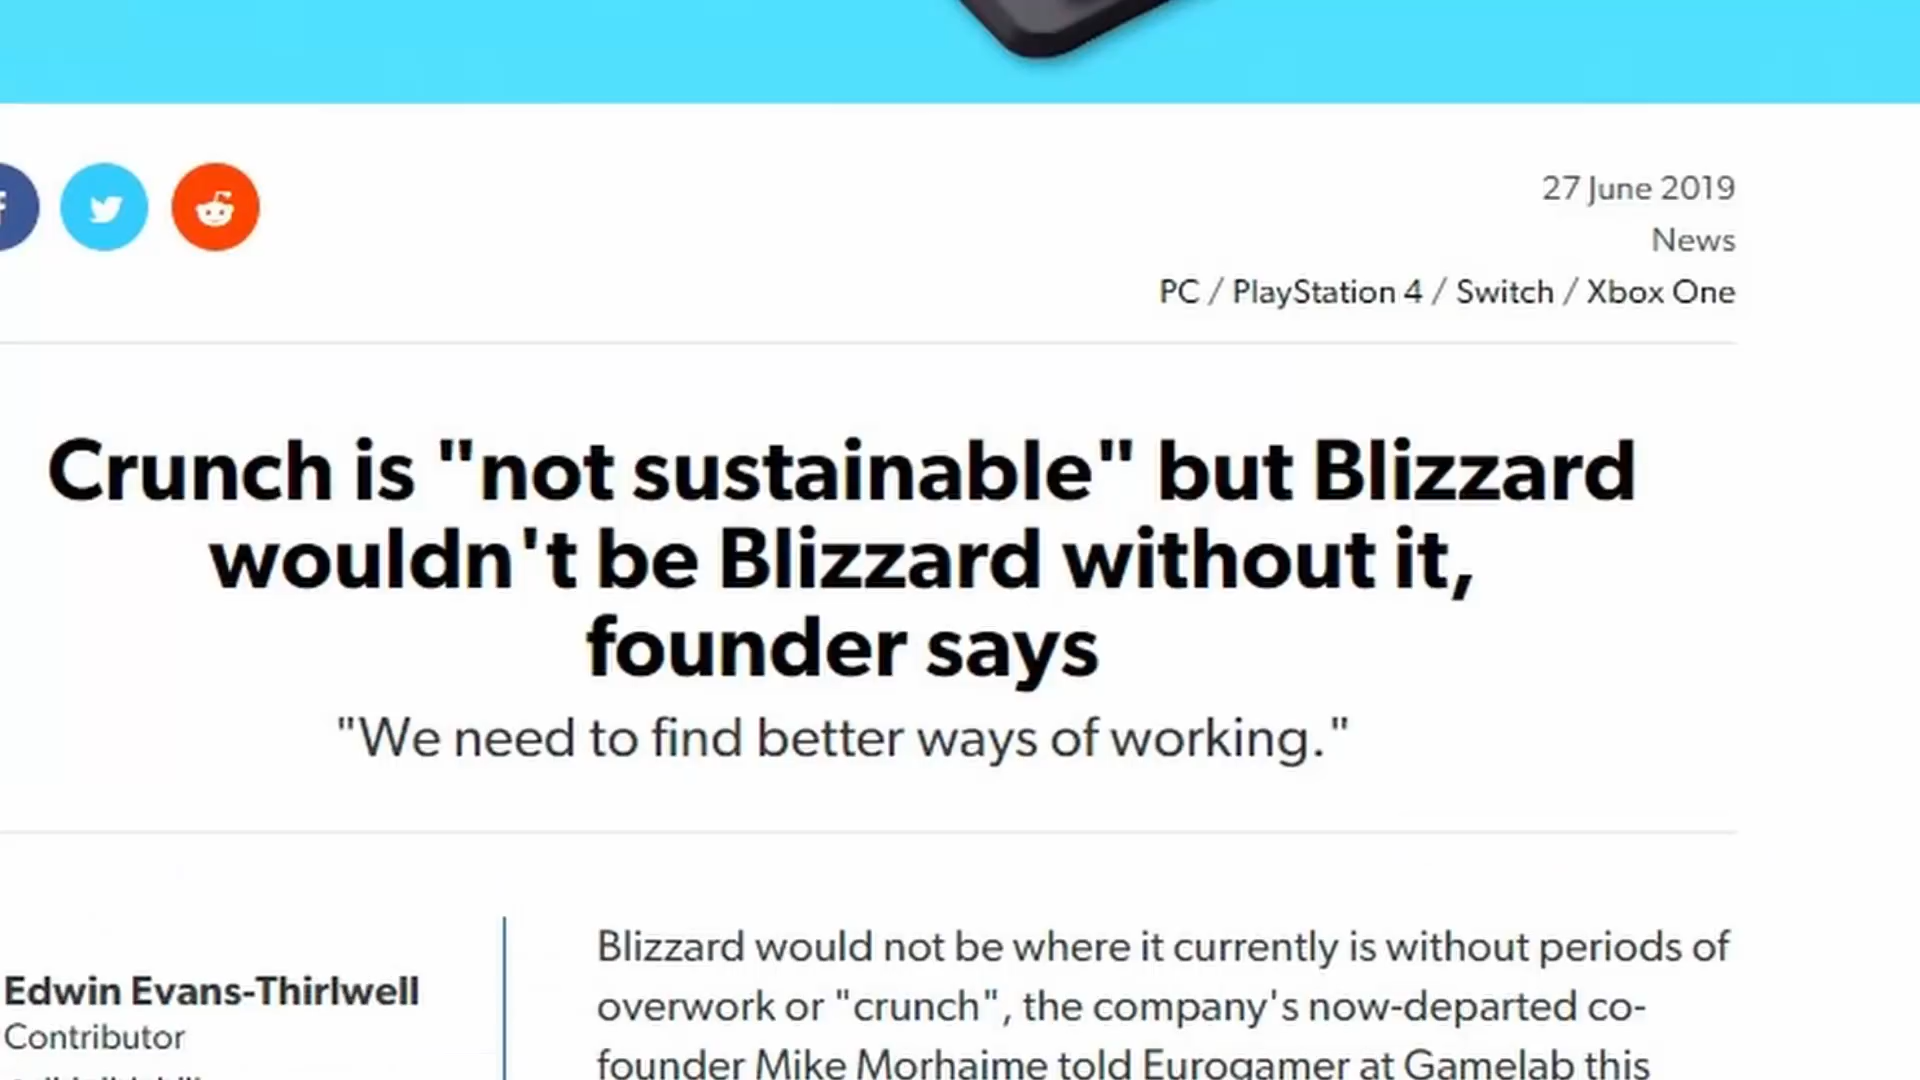 27 June 2019
News
PC / PlayStation 4 / Switch / Xbox One
Crunch is "not sustainable" but Blizzard
wouldn't be Blizzard without it,
founder says
"We need to find better ways of working."
Edwin Evans-Thirlwell
Contributor
Blizzard would not be where it currently is without periods of
overwork or "crunch", the company's now-departed co-
founder Mike Morhaime told Eurogamer at Gamelab this